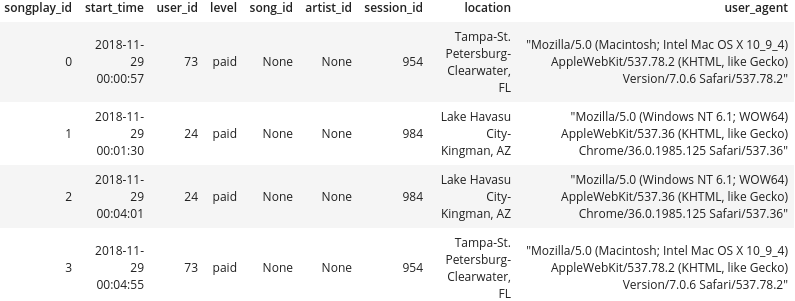 songplay_id start_time user_id level song_id artist_id session_id location user_agent
0 2018-11-29 00:00:57 73 paid None None 954 Tampa-St. Petersburg-Clearwater, FL "Mozilla/5.0 (Macintosh; Intel Mac OS X 10_9_4) AppleWebKit/537.78.2 (KHTML, like Gecko) Version/7.0.6 Safari/537.78.2"
1 2018-11-29 00:01:30 24 paid None None 984 Lake Havasu City-Kingman, AZ "Mozilla/5.0 (Windows NT 6.1; WOW64) AppleWebKit/537.36 (KHTML, like Gecko) Chrome/36.0.1985.125 Safari/537.36"
2 2018-11-29 00:04:01 24 paid None None 984 Lake Havasu City-Kingman, AZ "Mozilla/5.0 (Windows NT 6.1; WOW64) AppleWebKit/537.36 (KHTML, like Gecko) Chrome/36.0.1985.125 Safari/537.36"
3 2018-11-29 00:04:55 73 paid None None 954 Tampa-St. Petersburg-Clearwater, FL "Mozilla/5.0 (Macintosh; Intel Mac OS X 10_9_4) AppleWebKit/537.78.2 (KHTML, like Gecko) Version/7.0.6 Safari/537.78.2"